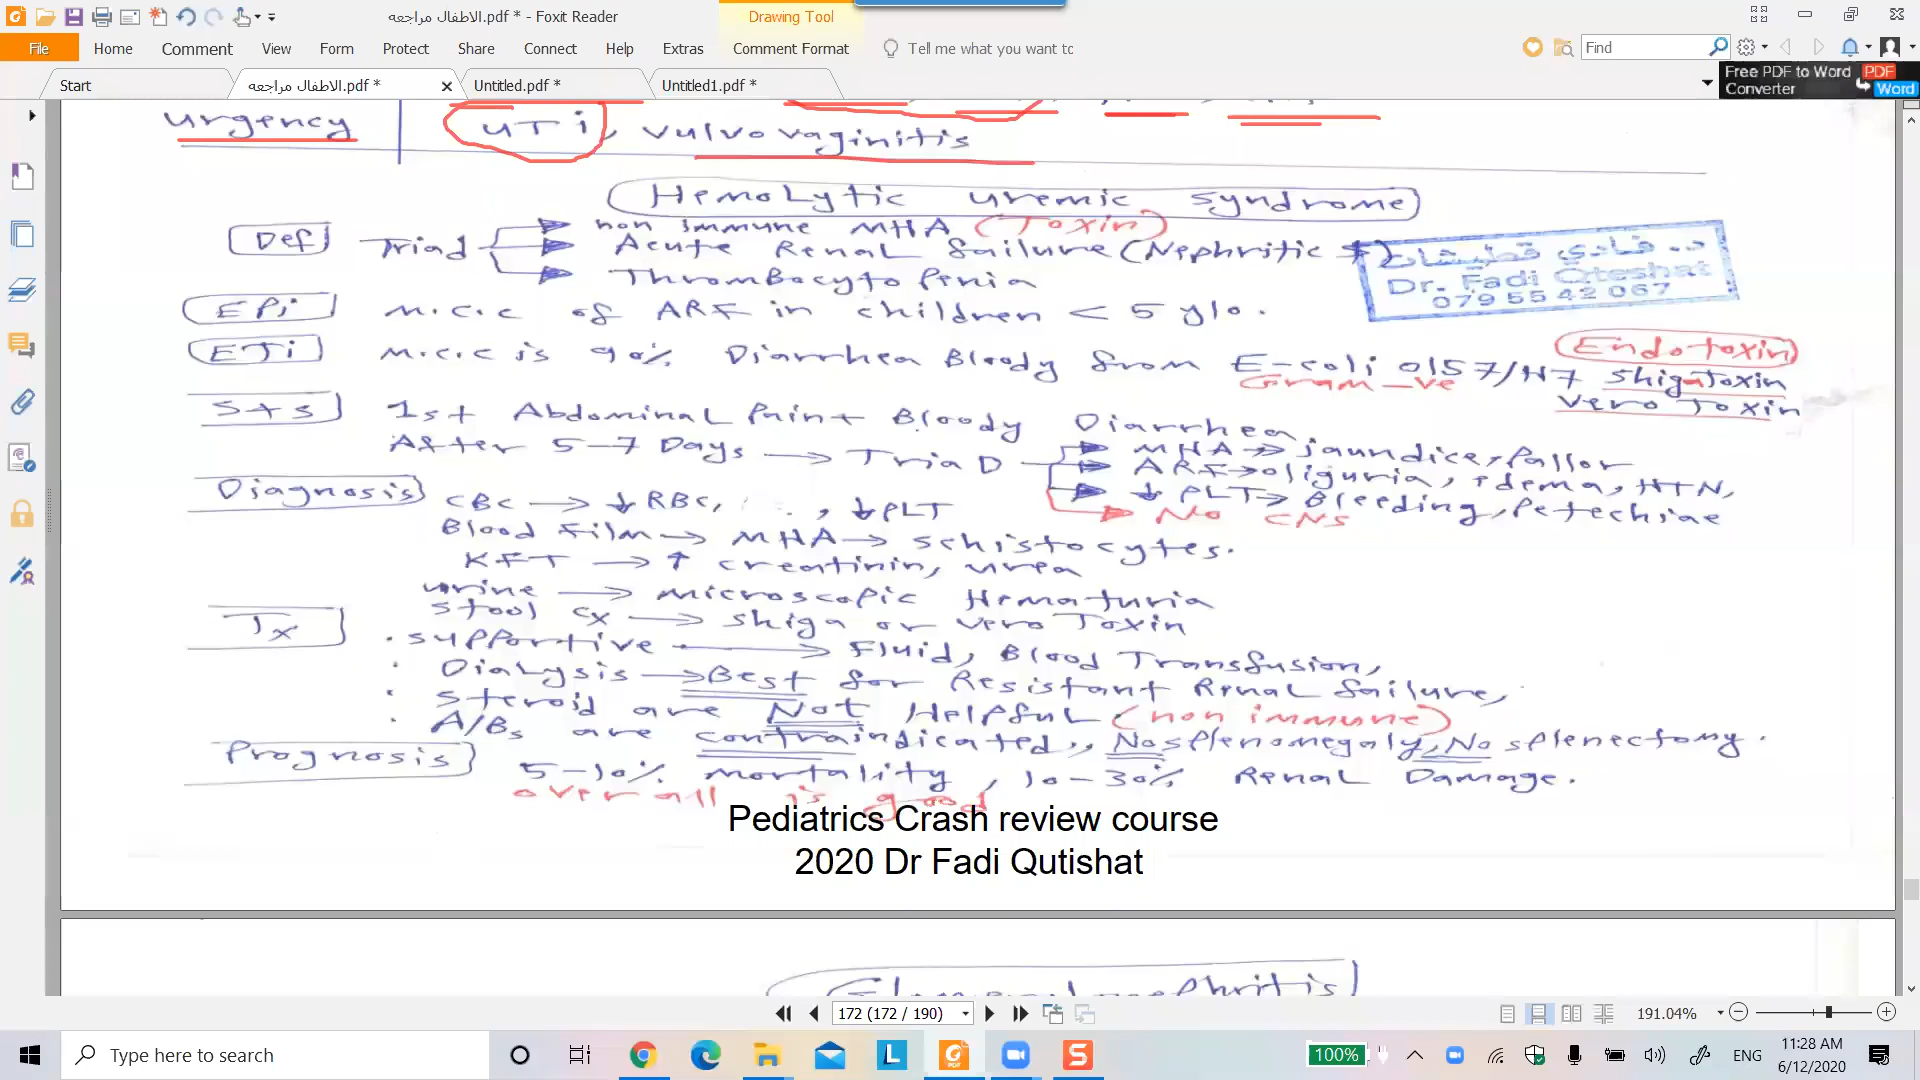 الاطفال مراجعه.pdf * - Foxit Reader
Drawing Tool
File Home Comment View Form Protect Share Connect Help Extras Comment Format Tell me what you want to Find
Start الاطفال مراجعه.pdf * Untitled.pdf * Untitled1.pdf *
Free PDF to Word Converter PDF Word
urgency UTi, vulvovaginitis
Hemolytic uremic syndrome
Def Triad non immune MHA (Toxin)
Acute Renal failure (Nephritic
Thrombocytopenia
د. فادي قطيشات
Dr. Fadi Qteshat
079 55 42 067
EPi m.c.c of ARF in children < 5 y/o.
ETi m.c.c is 90% Diarrhea Bloody from E-coli 0157/H7 shigatoxin
Endotoxin
Gram -ve
vero Toxin
S+s 1st Abdominal Pain + Bloody Diarrhea
After 5-7 Days → TriaD
MHA → jaundice, pallor
ARF → oliguria, edema, HTN,
↓ PLT → Bleeding, Petechiae
No CNS
Diagnosis CBC → ↓ RBC, , ↓ PLT
Blood Film → MHA → schistocytes.
KFT → ↑ creatinin, urea
urine → microscopic Hematuria
stool cx → shiga or vero Toxin
Tx • supportive → Fluid, Blood Transfusion,
• Dialysis → Best for Resistant Renal failure,
• steroid are Not Helpful (non immune)
• A/Bs are contraindicated, No splenomegaly, No splenectomy.
Prognosis 5-10% mortality, 10-30% Renal Damage.
over all is good
Pediatrics Crash review course
2020 Dr Fadi Qutishat
172 (172 / 190)
191.04%
Type here to search
100%
ENG
11:28 AM
6/12/2020